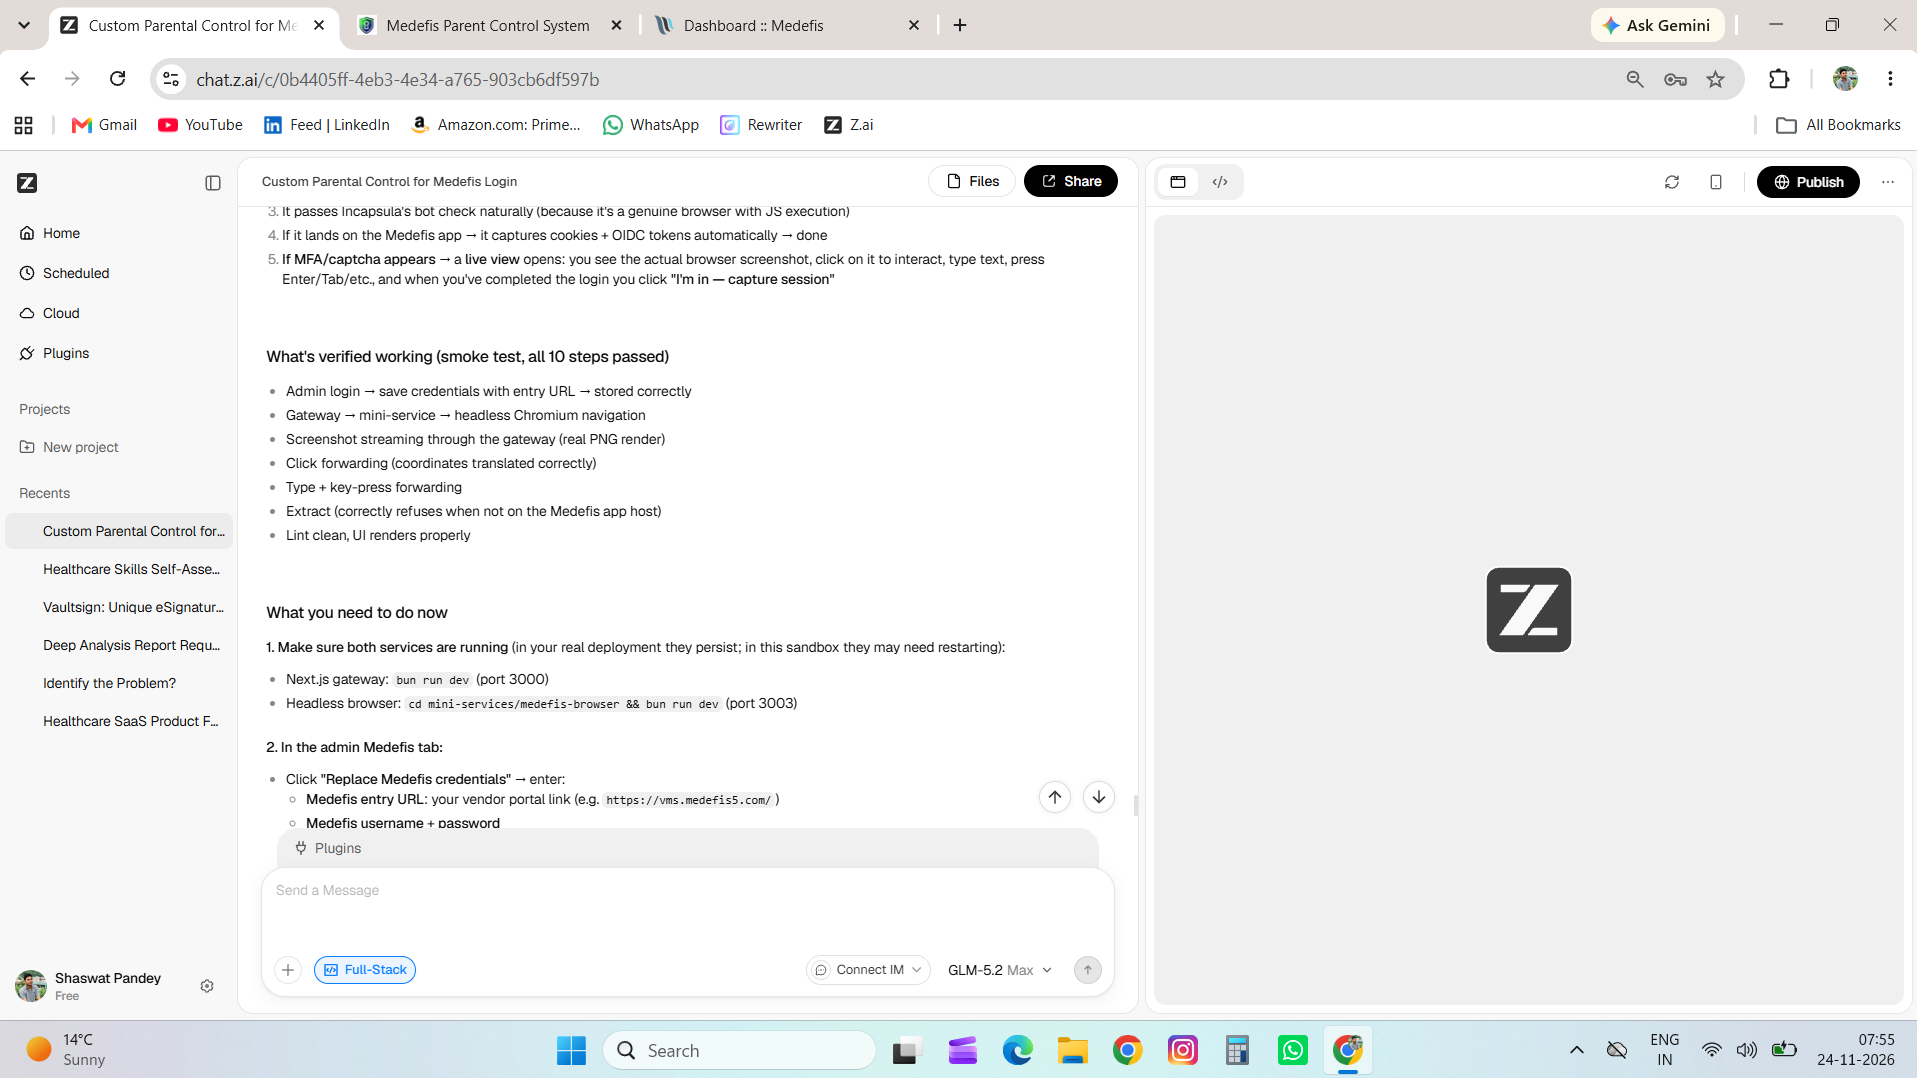 Custom Parental Control for Me
Medefis Parent Control System
Dashboard :: Medefis
Ask Gemini
chat.z.ai/c/0b4405ff-4eb3-4e34-a765-903cb6df597b
Gmail
YouTube
Feed | LinkedIn
Amazon.com: Prime...
WhatsApp
Rewriter
Z.ai
All Bookmarks
Home
Scheduled
Cloud
Plugins
Projects
New project
Recents
Custom Parental Control for...
Healthcare Skills Self-Asse...
Vaultsign: Unique eSignatur...
Deep Analysis Report Requ...
Identify the Problem?
Healthcare SaaS Product F...
Shaswat Pandey
Free
Custom Parental Control for Medefis Login
Files
Share
3. It passes Incapsula's bot check naturally (because it's a genuine browser with JS execution)
4. If it lands on the Medefis app → it captures cookies + OIDC tokens automatically → done
5. If MFA/captcha appears → a live view opens: you see the actual browser screenshot, click on it to interact, type text, press
Enter/Tab/etc., and when you've completed the login you click "I'm in — capture session"
What's verified working (smoke test, all 10 steps passed)
• Admin login → save credentials with entry URL → stored correctly
• Gateway → mini-service → headless Chromium navigation
• Screenshot streaming through the gateway (real PNG render)
• Click forwarding (coordinates translated correctly)
• Type + key-press forwarding
• Extract (correctly refuses when not on the Medefis app host)
• Lint clean, UI renders properly
What you need to do now
1. Make sure both services are running (in your real deployment they persist; in this sandbox they may need restarting):
• Next.js gateway: bun run dev (port 3000)
• Headless browser: cd mini-services/medefis-browser && bun run dev (port 3003)
2. In the admin Medefis tab:
• Click "Replace Medefis credentials" → enter:
◦ Medefis entry URL: your vendor portal link (e.g. https://vms.medefis5.com/ )
◦ Medefis username + password
Plugins
Send a Message
Full-Stack
Connect IM
GLM-5.2 Max
Publish
Z
14°C
Sunny
Search
ENG
IN
07:55
24-11-2026